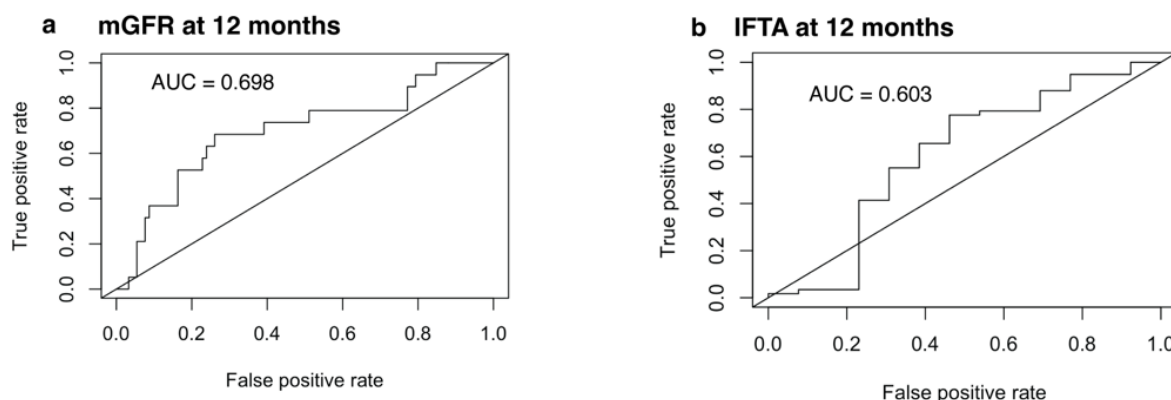 a mGFR at 12 months
AUC = 0.698
True positive rate
1.0
0.8
0.6
0.4
0.2
0.0
0.0 0.2 0.4 0.6 0.8 1.0
False positive rate
b IFTA at 12 months
AUC = 0.603
True positive rate
1.0
0.8
0.6
0.4
0.2
0.0
0.0 0.2 0.4 0.6 0.8 1.0
False positive rate